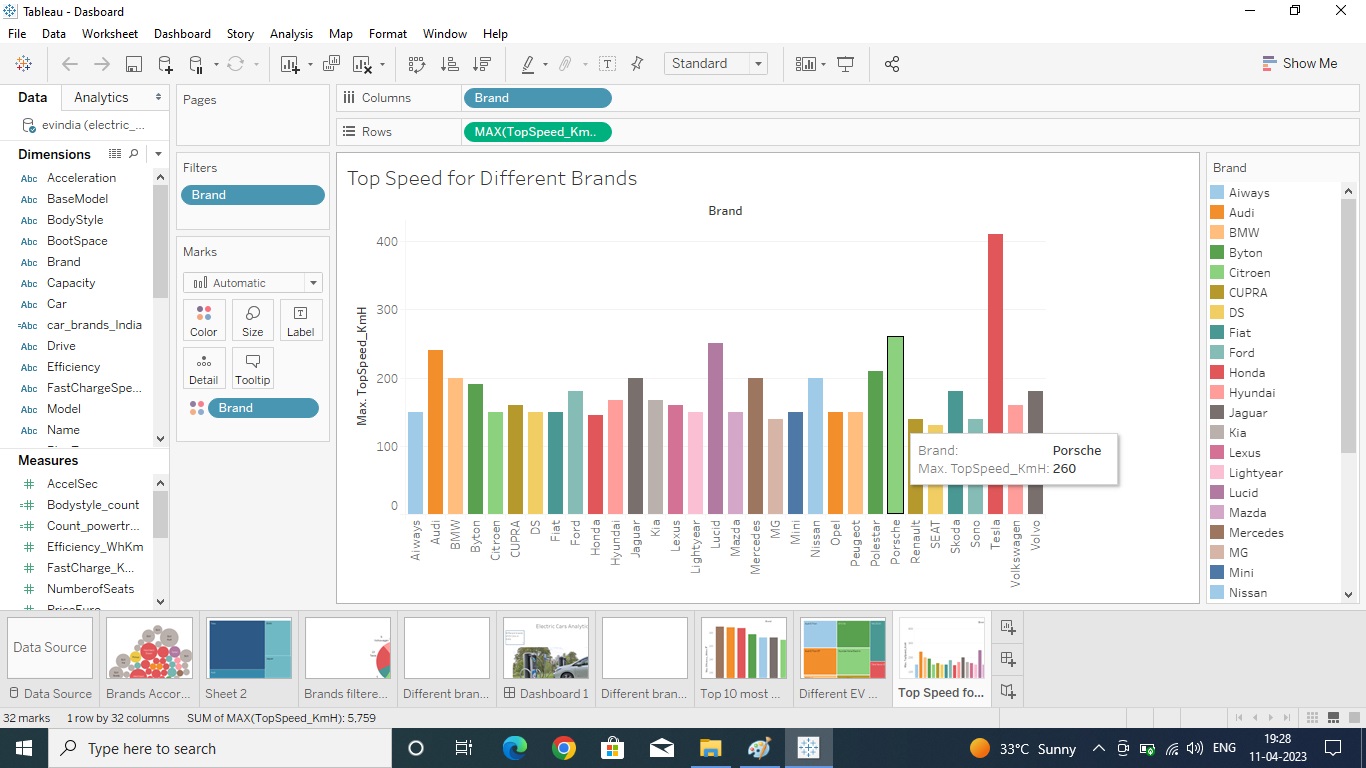 Tableau - Dasboard
File Data Worksheet Dashboard Story Analysis Map Format Window Help
Standard
Show Me
Data Analytics
evindia (electric_...
Dimensions
Abc Acceleration
Abc BaseModel
Abc BodyStyle
Abc BootSpace
Abc Brand
Abc Capacity
Abc Car
=Abc car_brands_India
Abc Drive
Abc Efficiency
Abc FastChargeSpe...
Abc Model
Abc Name
Measures
# AccelSec
=# Bodystyle_count
=# Count_powertr...
# Efficiency_WhKm
# FastCharge_K...
# NumberofSeats
# PriceEuro
Pages
Filters
Brand
Marks
Automatic
Color Size Label
Detail Tooltip
Brand
Columns Brand
Rows MAX(TopSpeed_Km..
Top Speed for Different Brands
Brand
Max. TopSpeed_KmH
400
300
200
100
0
Aiways
Audi
BMW
Byton
Citroen
CUPRA
DS
Fiat
Ford
Honda
Hyundai
Jaguar
Kia
Lexus
Lightyear
Lucid
Mazda
Mercedes
MG
Mini
Nissan
Opel
Peugeot
Polestar
Porsche
Renault
SEAT
Skoda
Sono
Tesla
Volkswagen
Volvo
Brand: Porsche
Max. TopSpeed_KmH: 260
Brand
Aiways
Audi
BMW
Byton
Citroen
CUPRA
DS
Fiat
Ford
Honda
Hyundai
Jaguar
Kia
Lexus
Lightyear
Lucid
Mazda
Mercedes
MG
Mini
Nissan
Data Source
Electric Cars Analytic
Data Source Brands Accor... Sheet 2 Brands filtere... Different bran... Dashboard 1 Different bran... Top 10 most ... Different EV ... Top Speed fo...
32 marks 1 row by 32 columns SUM of MAX(TopSpeed_KmH): 5,759
Type here to search
33°C Sunny
ENG
19:28
11-04-2023